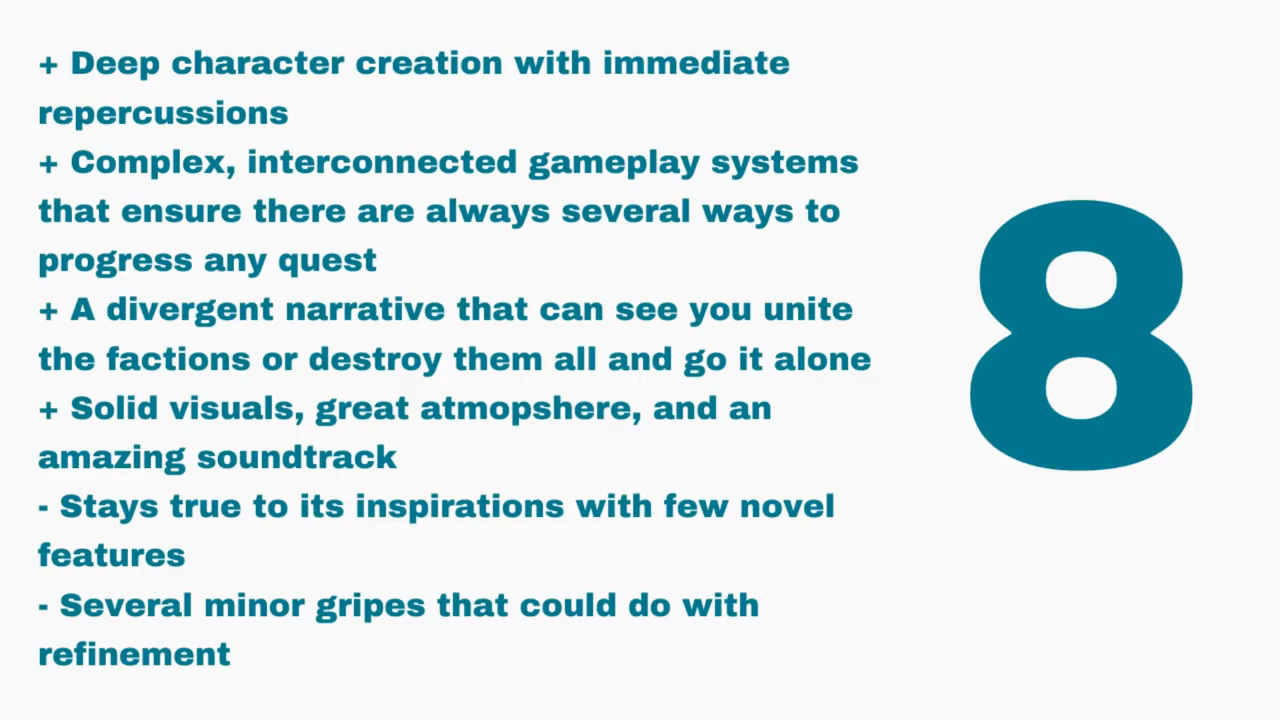 + Deep character creation with immediate
repercussions
+ Complex, interconnected gameplay systems
that ensure there are always several ways to
progress any quest
+ A divergent narrative that can see you unite
the factions or destroy them all and go it alone
+ Solid visuals, great atmopshere, and an
amazing soundtrack
- Stays true to its inspirations with few novel
features
- Several minor gripes that could do with
refinement
8